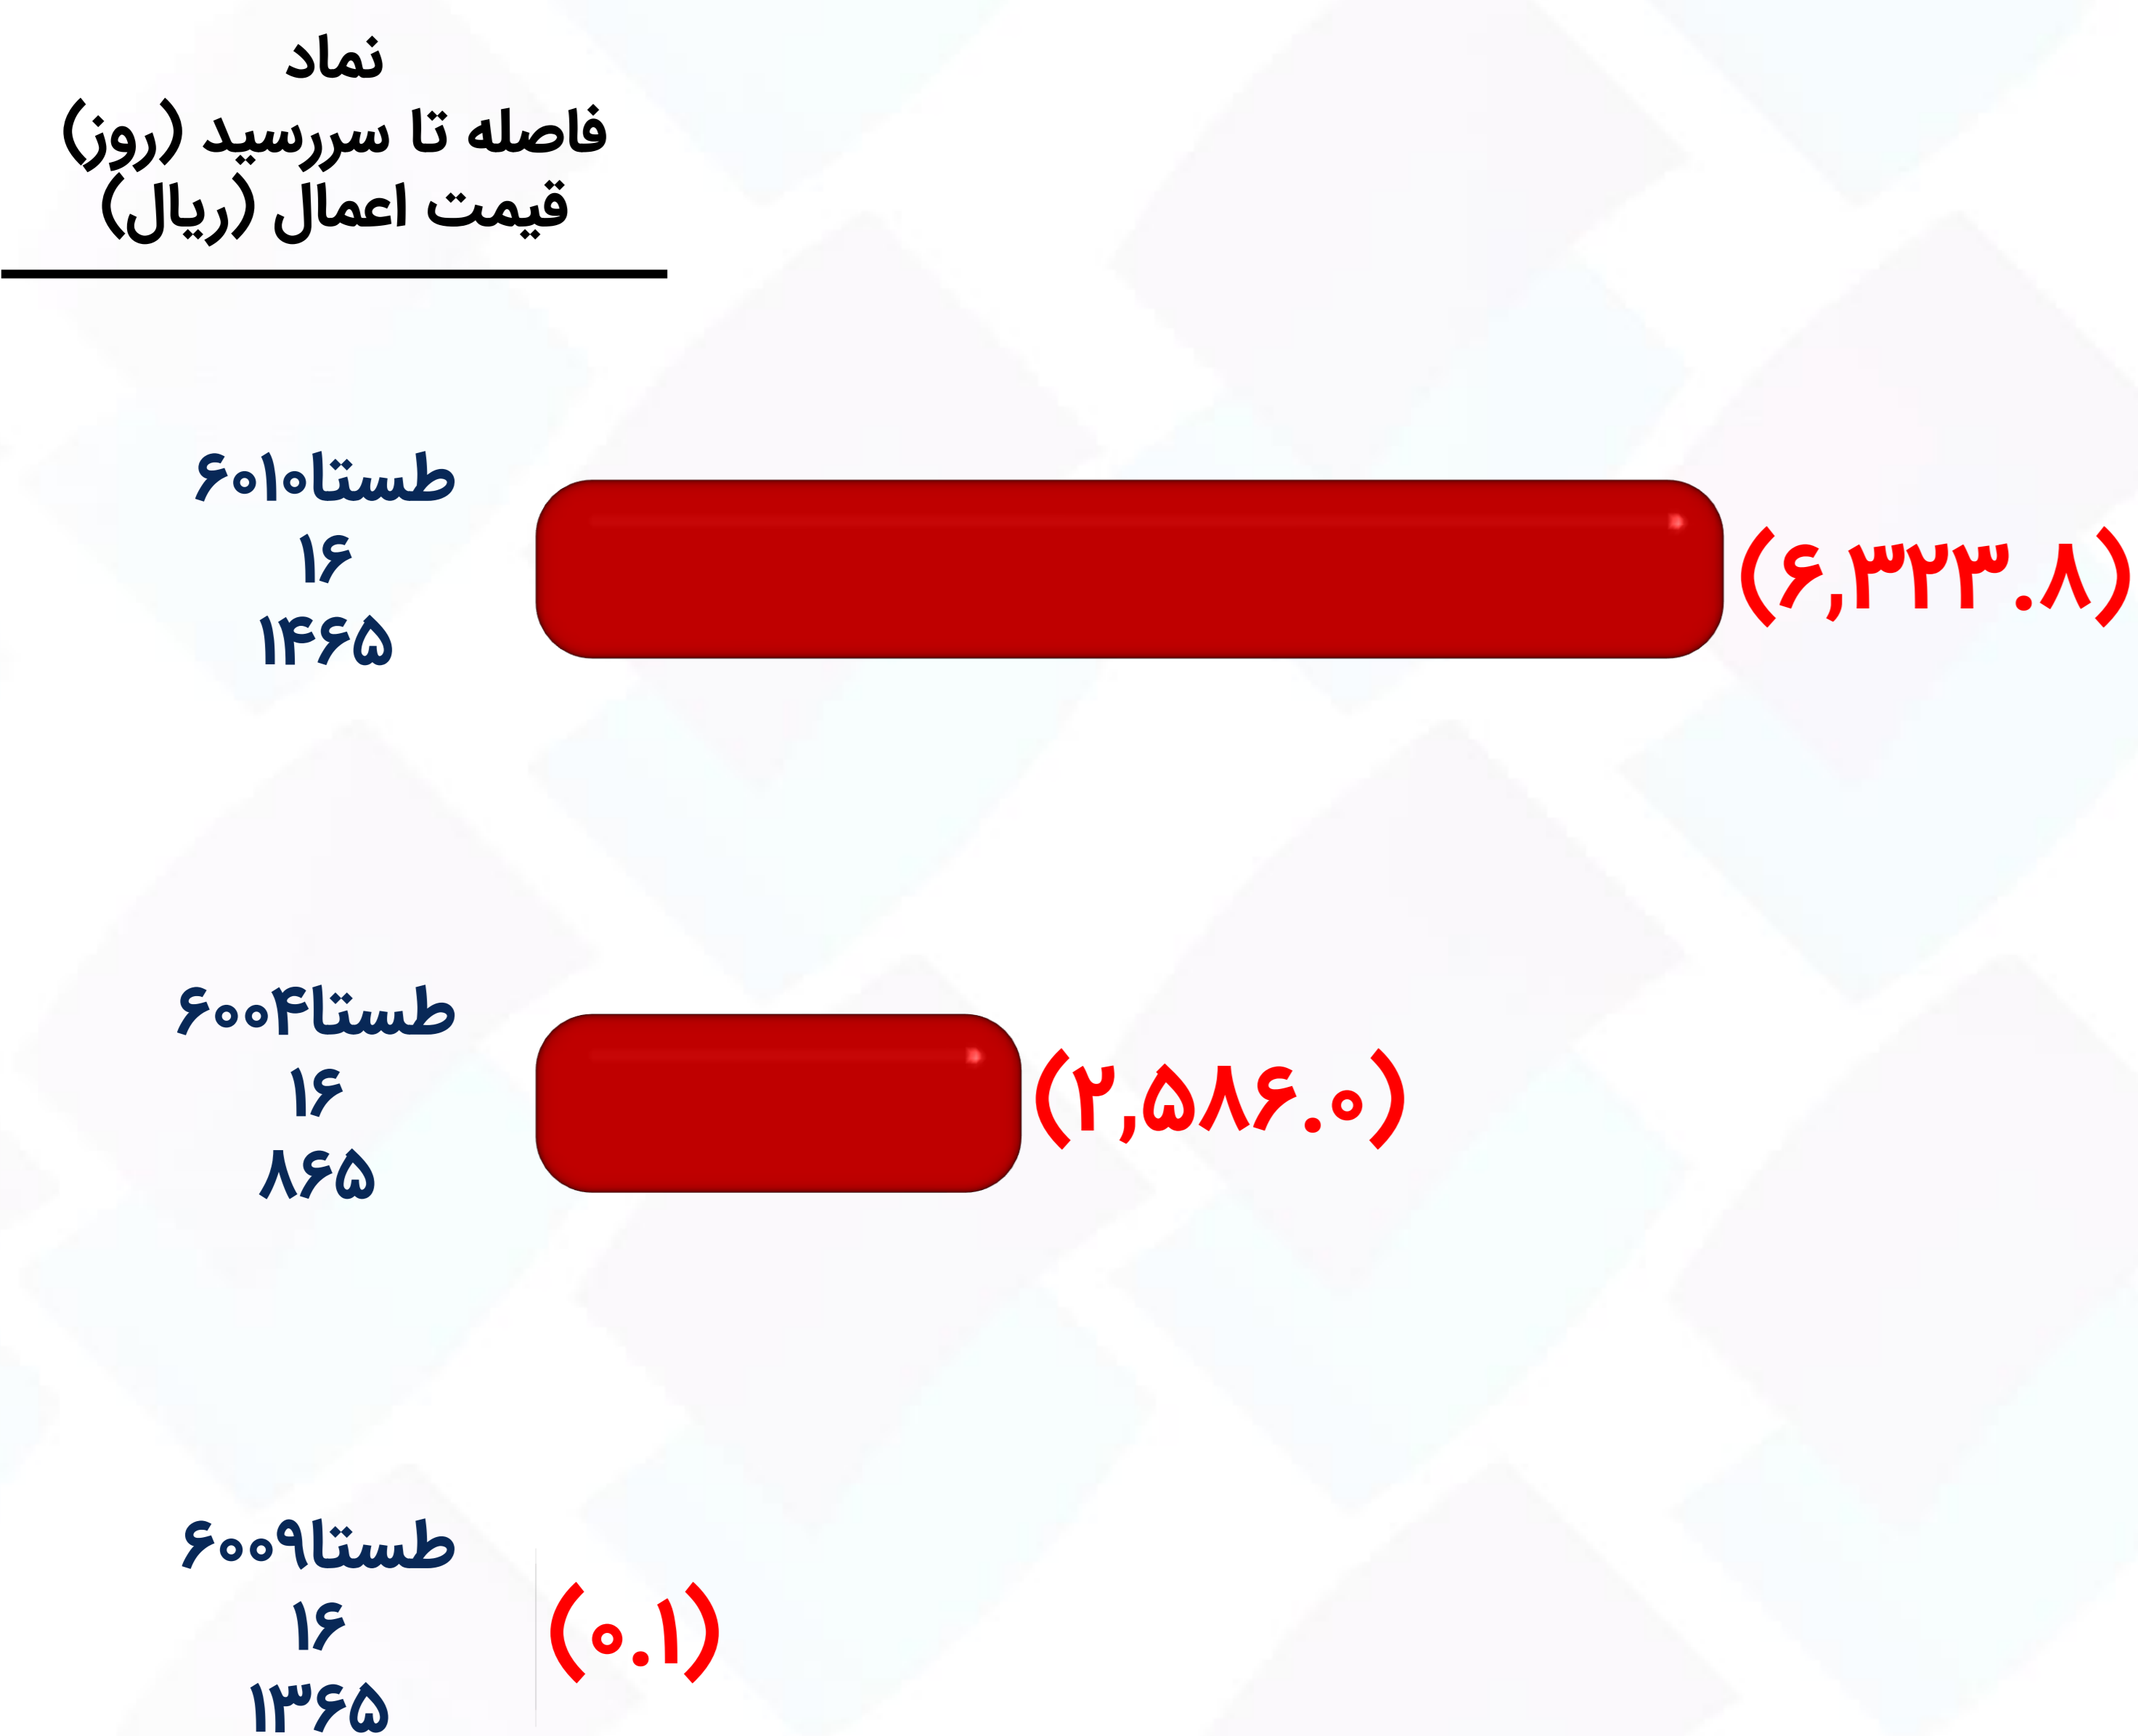 نماد
فاصله تا سررسید (روز)
قیمت اعمال (ریال)
طستا۶۰۱۰
۱۶
۱۴۶۵
(۶,۳۲۳.۸)
طستا۶۰۰۴
۱۶
۸۶۵
(۲,۵۸۶.۰)
طستا۶۰۰۹
۱۶
۱۳۶۵
(۰.۱)